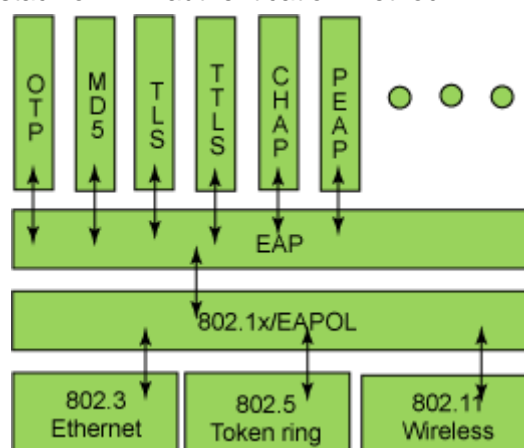 OTP
MD5
TLS
TTLS
CHAP
PEAP
EAP
802.1x/EAPOL
802.3
Ethernet
802.5
Token ring
802.11
Wireless